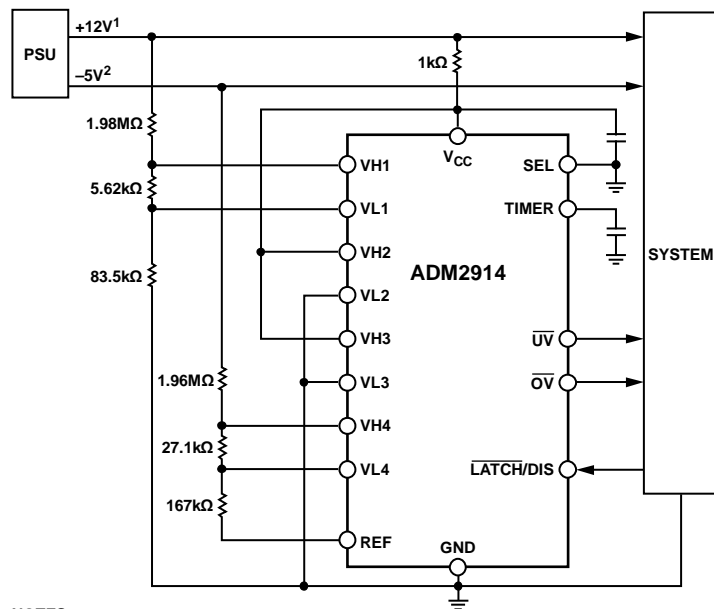 PSU
+12V1
–5V2
1kΩ
1.98MΩ
5.62kΩ
83.5kΩ
1.96MΩ
27.1kΩ
167kΩ
VCC
VH1
VL1
VH2
VL2
VH3
VL3
VH4
VL4
REF
ADM2914
SEL
TIMER
UV
OV
LATCH/DIS
GND
SYSTEM